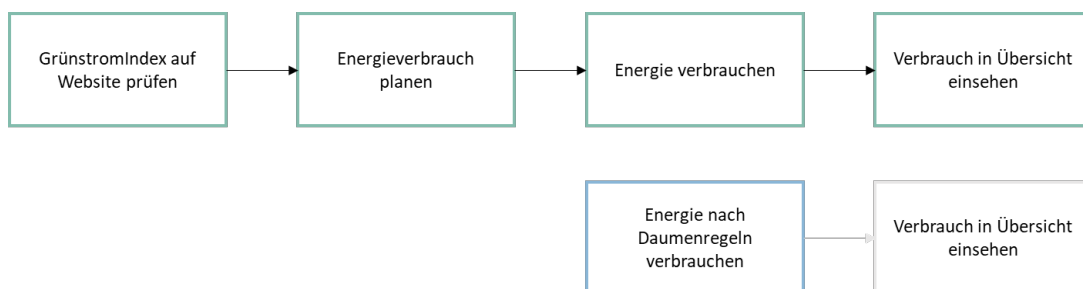 GrünstromIndex auf
Website prüfen
Energieverbrauch
planen
Energie verbrauchen
Verbrauch in Übersicht
einsehen
Energie nach
Daumenregeln
verbrauchen
Verbrauch in Übersicht
einsehen